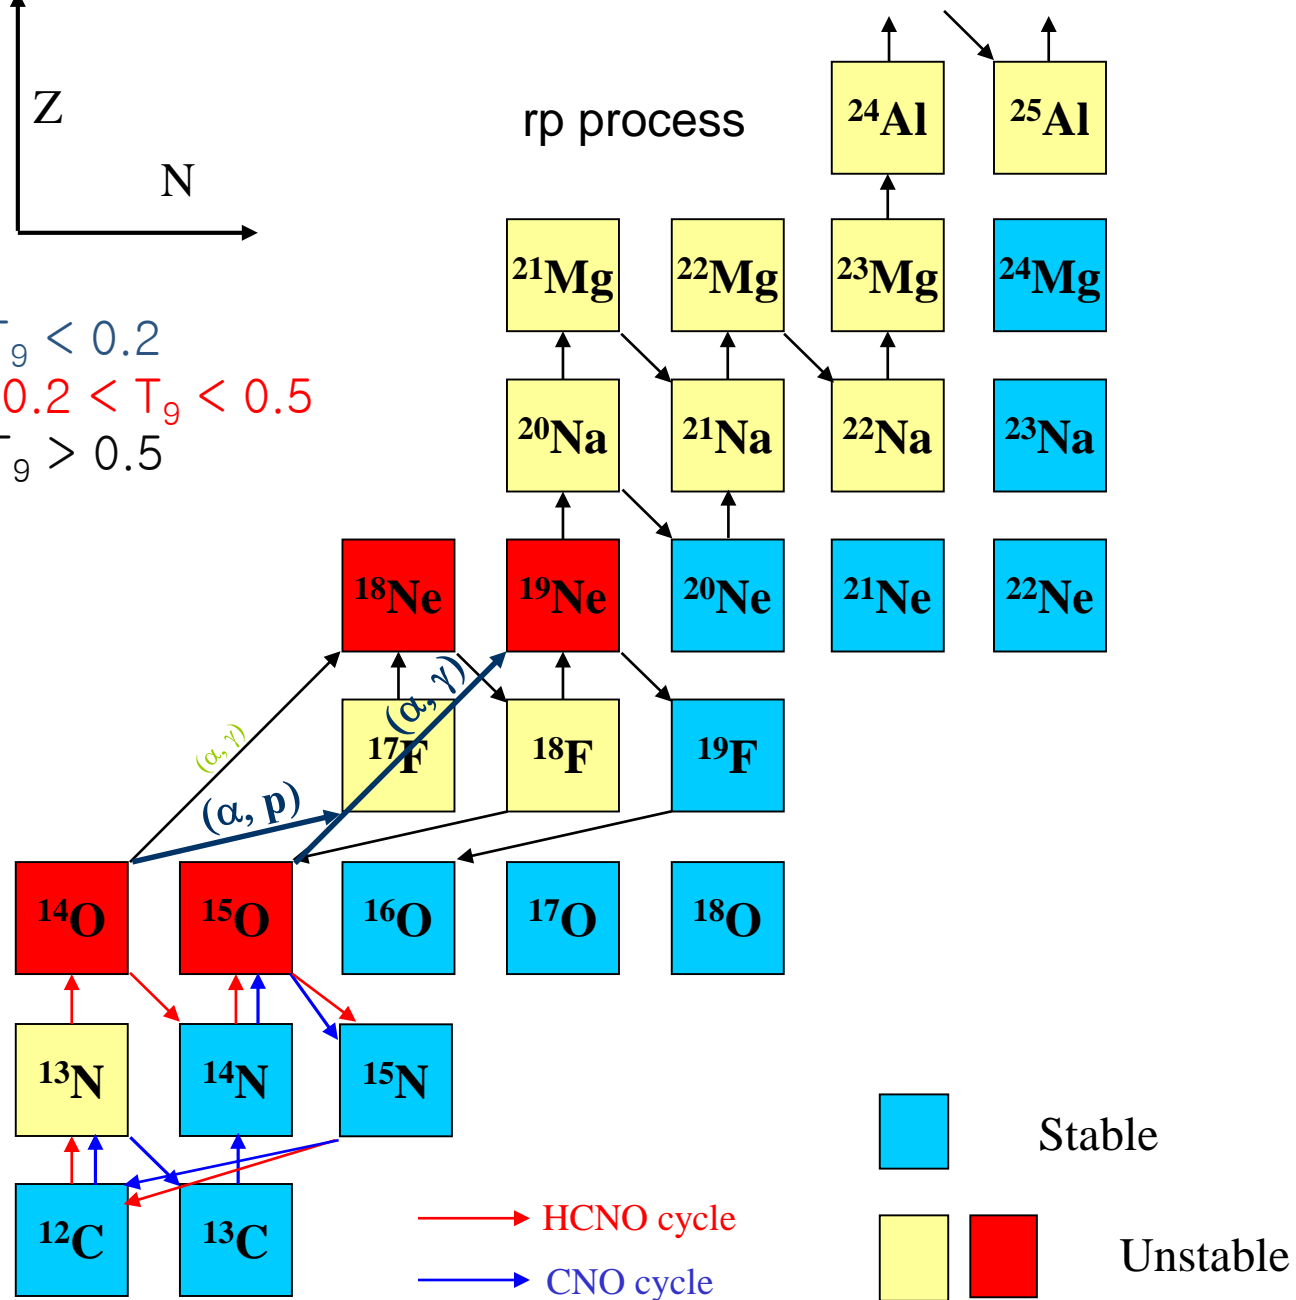 Z
N
rp process
²⁴Al
²⁵Al
²¹Mg
²²Mg
²³Mg
²⁴Mg
T₉ < 0.2
0.2 < T₉ < 0.5
T₉ > 0.5
²⁰Na
²¹Na
²²Na
²³Na
¹⁸Ne
¹⁹Ne
²⁰Ne
²¹Ne
²²Ne
(α, γ)
(α, γ)
(α, p)
¹⁷F
¹⁸F
¹⁹F
¹⁴O
¹⁵O
¹⁶O
¹⁷O
¹⁸O
¹³N
¹⁴N
¹⁵N
¹²C
¹³C
HCNO cycle
CNO cycle
Stable
Unstable